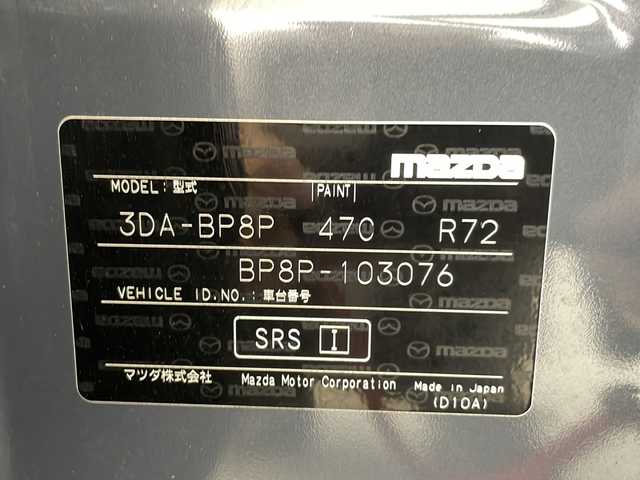 mazda
MODEL:型式 |PAINT|
3DA-BP8P 470 R72
BP8P-103076
VEHICLE ID.NO.:車台番号
SRS I
マツダ株式会社 Mazda Motor Corporation Made in Japan
(D10A)